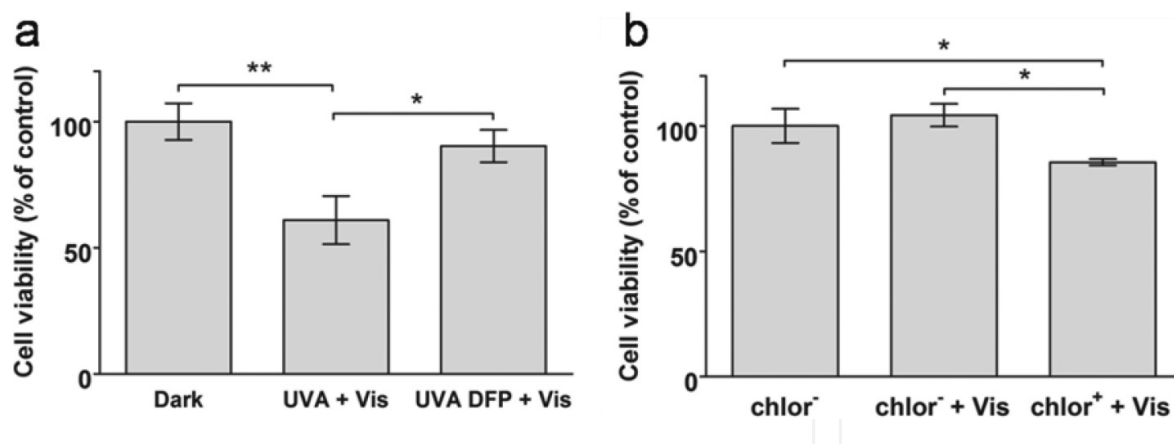 a
Cell viability (% of control)
100
50
0
**
*
Dark
UVA + Vis
UVA DFP + Vis
b
Cell viability (% of control)
100
50
0
*
*
chlor⁻
chlor⁻ + Vis
chlor⁺ + Vis